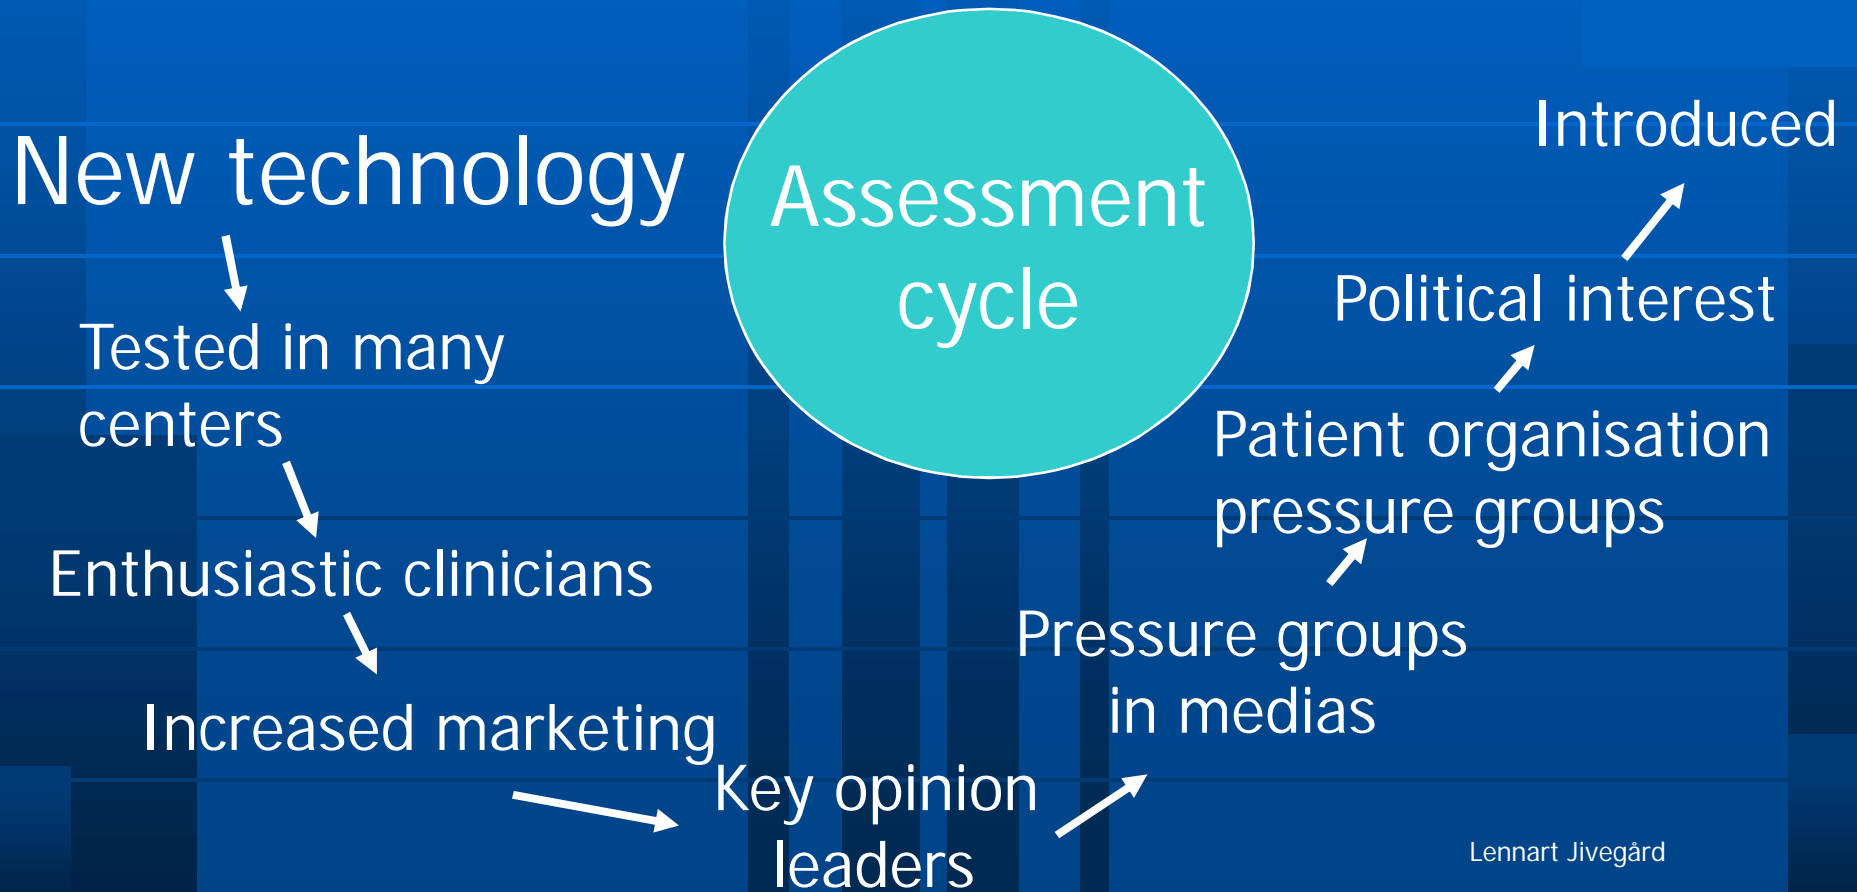 New technology
Tested in many
centers
Enthusiastic clinicians
Increased marketing
Key opinion
leaders
Assessment
cycle
Pressure groups
in medias
Patient organisation
pressure groups
Political interest
Introduced
Lennart Jivegård